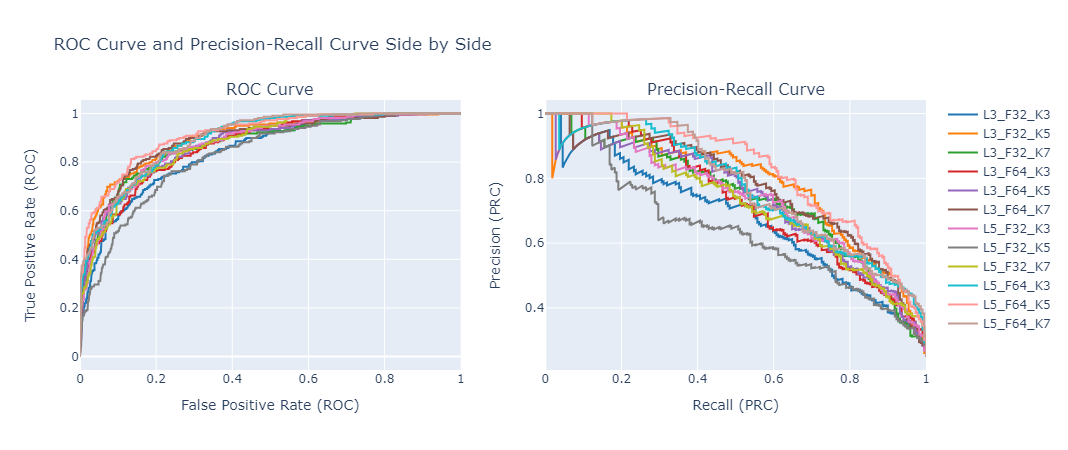 ROC Curve and Precision-Recall Curve Side by Side
ROC Curve
Precision-Recall Curve
True Positive Rate (ROC)
1
0.8
0.6
0.4
0.2
0
0
0.2
0.4
0.6
0.8
1
False Positive Rate (ROC)
Precision (PRC)
1
0.8
0.6
0.4
0
0.2
0.4
0.6
0.8
1
Recall (PRC)
L3_F32_K3
L3_F32_K5
L3_F32_K7
L3_F64_K3
L3_F64_K5
L3_F64_K7
L5_F32_K3
L5_F32_K5
L5_F32_K7
L5_F64_K3
L5_F64_K5
L5_F64_K7